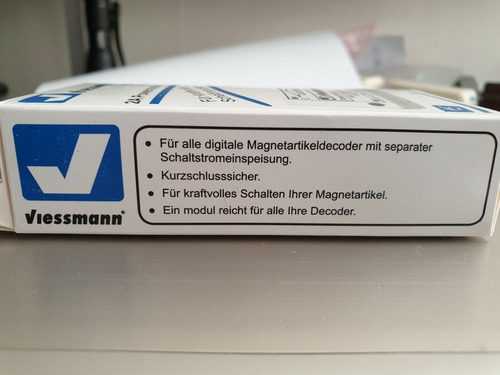 Für alle digitale Magnetartikeldecoder mit separater
Schaltstromeinspeisung.
Kurzschlusssicher.
Für kraftvolles Schalten Ihrer Magnetartikel.
Ein modul reicht für alle Ihre Decoder.
Viessmann